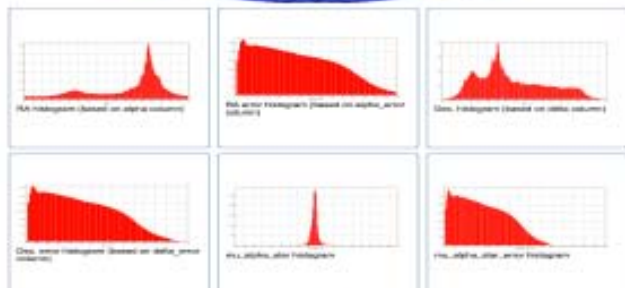 RA histogram (based on alpha column)
RA error histogram (based on alpha_error
column)
Dec. histogram (based on delta column)
Dec. error histogram (based on delta_error
column)
mu_alpha_star histogram
mu_alpha_star_error histogram